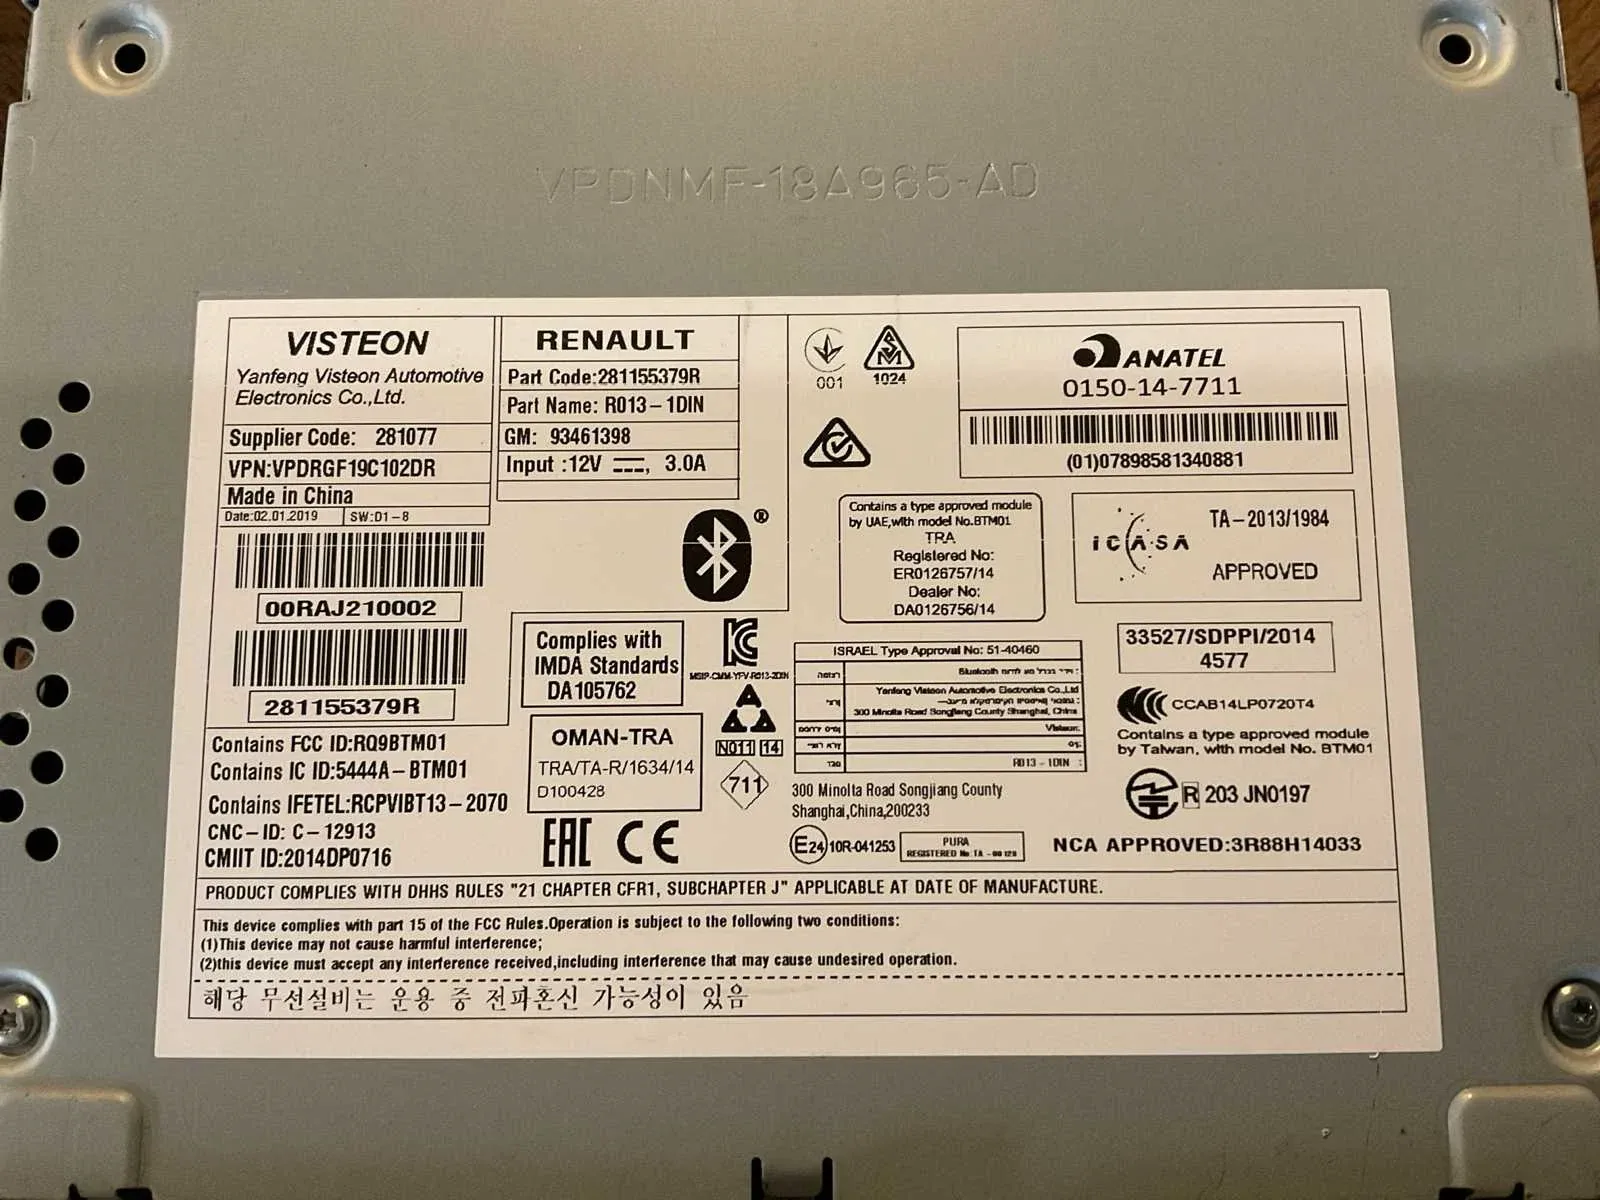 VPDNMF-18A965-AD
VISTEON
Yanfeng Visteon Automotive
Electronics Co.,Ltd.
Supplier Code: 281077
VPN:VPDRGF19C102DR
Made in China
Date:02.01.2019 SW:D1-8
00RAJ210002
281155379R
RENAULT
Part Code:281155379R
Part Name: R013-1DIN
GM: 93461398
Input :12V , 3.0A
001
1024
ANATEL
0150-14-7711
(01)07898581340881
Contains a type approved module
by UAE,with model No.BTM01
TRA
Registered No:
ER0126757/14
Dealer No:
DA0126756/14
ICASA
TA-2013/1984
APPROVED
Complies with
IMDA Standards
DA105762
MSIP-CMM-YFV-R013-2DIN
N011 14
711
OMAN-TRA
TRA/TA-R/1634/14
D100428
ISRAEL Type Approval No: 51-40460
Yanfeng Visteon Automotive Electronics Co.,Ltd
300 Minolta Road Songjiang County Shanghai, China
Visteon:
R013-1DIN :
33527/SDPPI/2014
4577
CCAB14LP0720T4
Contains a type approved module
by Taiwan, with model No. BTM01
R 203 JN0197
300 Minolta Road Songjiang County
Shanghai,China,200233
Contains FCC ID:RQ9BTM01
Contains IC ID:5444A-BTM01
Contains IFETEL:RCPVIBT13-2070
CNC-ID: C-12913
CMIIT ID:2014DP0716
EAC CE
E24 10R-041253
PURA
REGISTERED No:TA-00128
NCA APPROVED:3R88H14033
PRODUCT COMPLIES WITH DHHS RULES "21 CHAPTER CFR1, SUBCHAPTER J" APPLICABLE AT DATE OF MANUFACTURE.
This device complies with part 15 of the FCC Rules.Operation is subject to the following two conditions:
(1)This device may not cause harmful interference;
(2)this device must accept any interference received,including interference that may cause undesired operation.
해당 무선설비는 운용 중 전파혼신 가능성이 있음